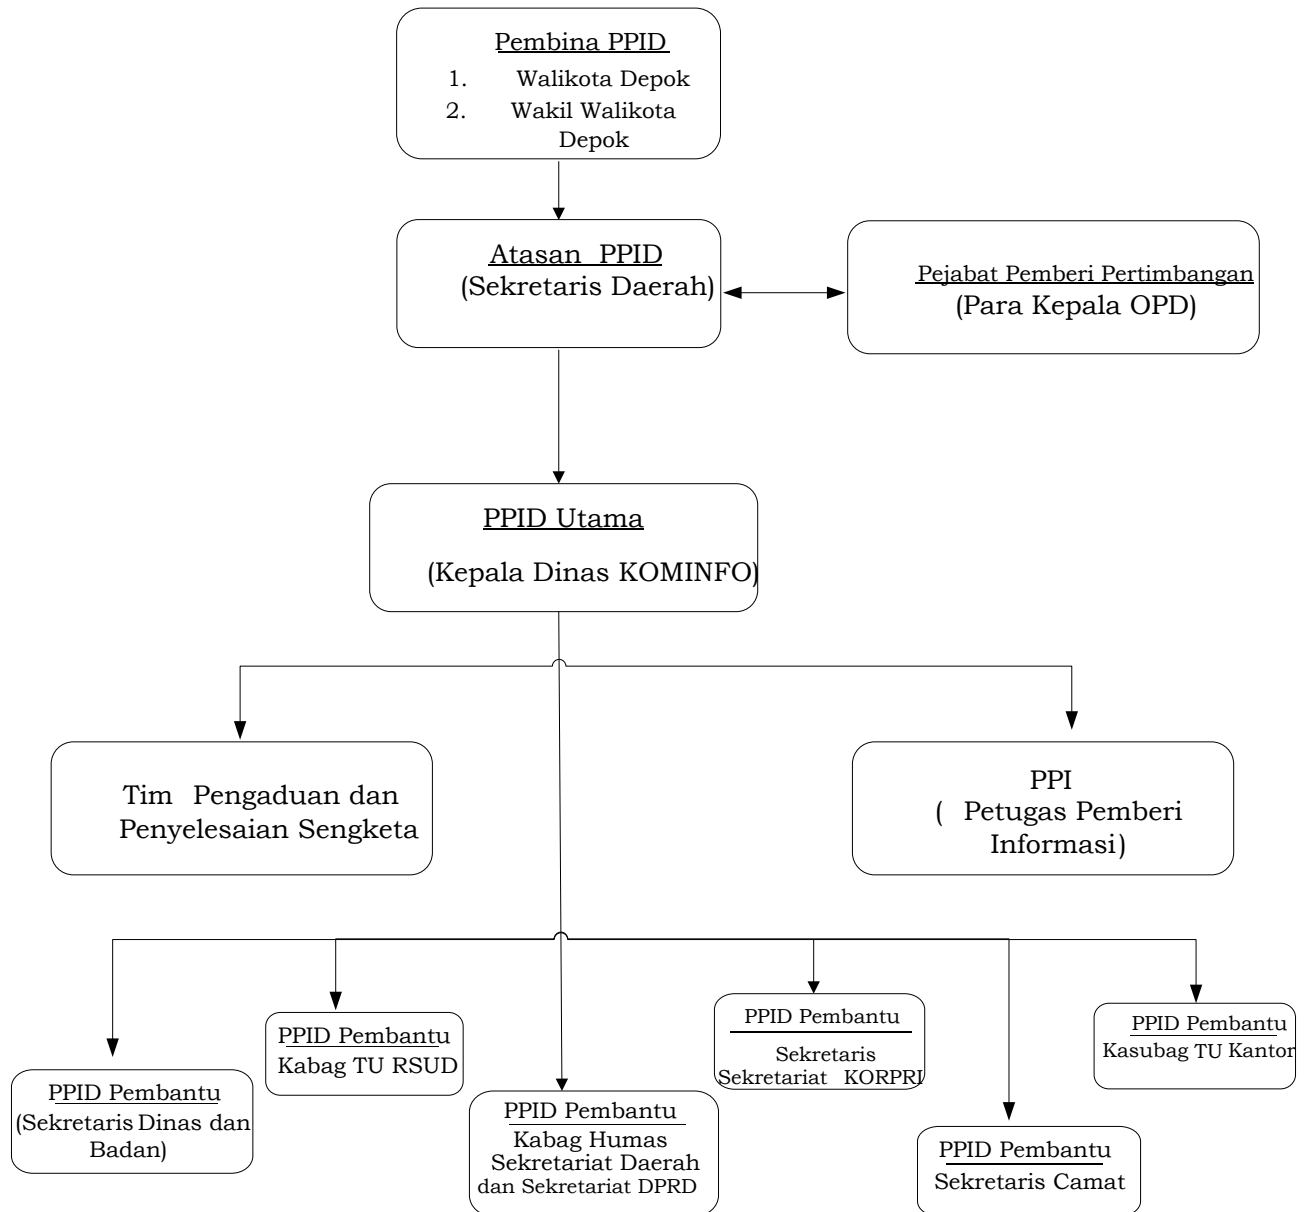 Pembina PPID
1. Walikota Depok
2. Wakil Walikota
Depok
Atasan PPID
(Sekretaris Daerah)
Pejabat Pemberi Pertimbangan
(Para Kepala OPD)
PPID Utama
(Kepala Dinas KOMINFO)
Tim Pengaduan dan
Penyelesaian Sengketa
PPI
( Petugas Pemberi
Informasi)
PPID Pembantu
(Sekretaris Dinas dan
Badan)
PPID Pembantu
Kabag TU RSUD
PPID Pembantu
Kabag Humas
Sekretariat Daerah
dan Sekretariat DPRD
PPID Pembantu
Sekretaris
Sekretariat KORPRI
PPID Pembantu
Sekretaris Camat
PPID Pembantu
Kasubag TU Kantor